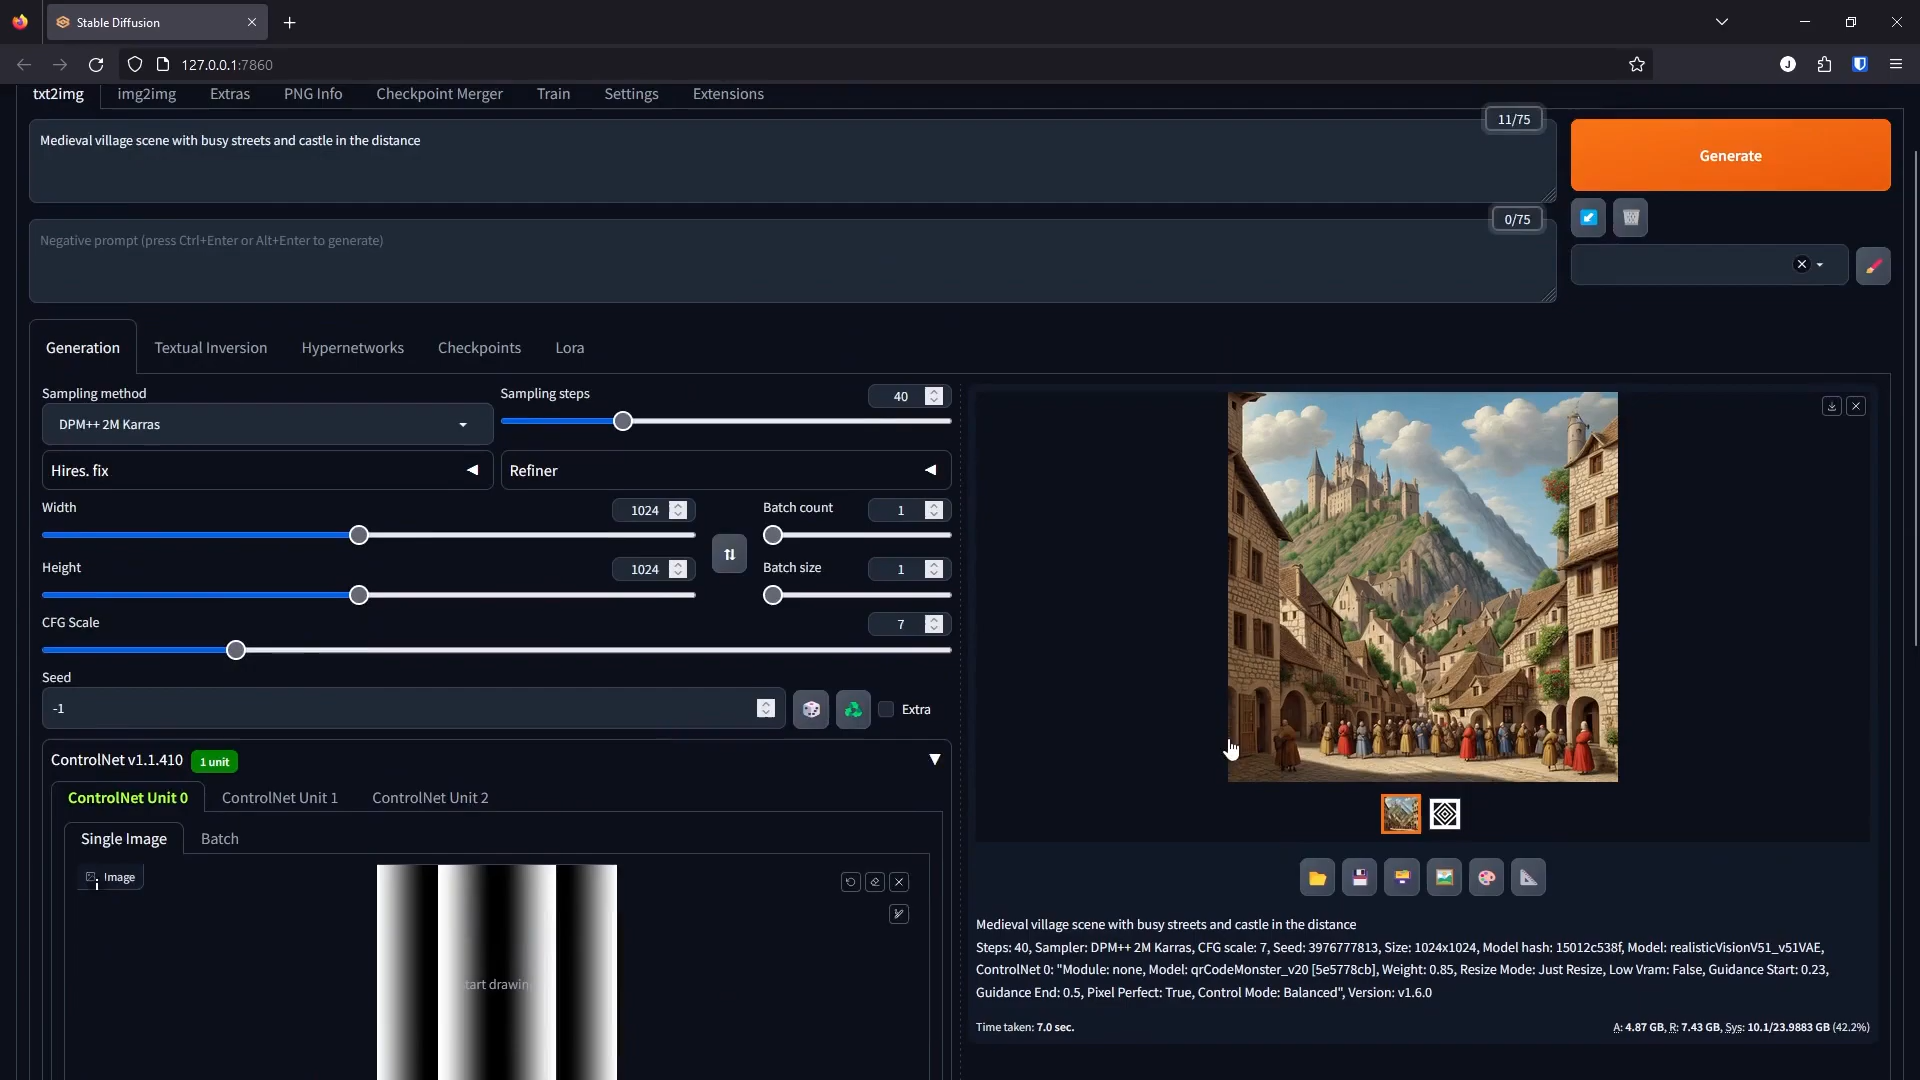 Stable Diffusion
127.0.0.1:7860
J
txt2img img2img Extras PNG Info Checkpoint Merger Train Settings Extensions
11/75
Medieval village scene with busy streets and castle in the distance
Generate
0/75
Negative prompt (press Ctrl+Enter or Alt+Enter to generate)
Generation Textual Inversion Hypernetworks Checkpoints Lora
Sampling method
DPM++ 2M Karras
Sampling steps
40
Hires. fix
Refiner
Width
1024
Batch count
1
Height
1024
Batch size
1
CFG Scale
7
Seed
-1
Extra
ControlNet v1.1.410 1 unit
ControlNet Unit 0 ControlNet Unit 1 ControlNet Unit 2
Single Image Batch
Image
tart drawin
Medieval village scene with busy streets and castle in the distance
Steps: 40, Sampler: DPM++ 2M Karras, CFG scale: 7, Seed: 3976777813, Size: 1024x1024, Model hash: 15012c538f, Model: realisticVisionV51_v51VAE,
ControlNet 0: "Module: none, Model: qrCodeMonster_v20 [5e5778cb], Weight: 0.85, Resize Mode: Just Resize, Low Vram: False, Guidance Start: 0.23,
Guidance End: 0.5, Pixel Perfect: True, Control Mode: Balanced", Version: v1.6.0
Time taken: 7.0 sec.
A: 4.87 GB, R: 7.43 GB, Sys: 10.1/23.9883 GB (42.2%)